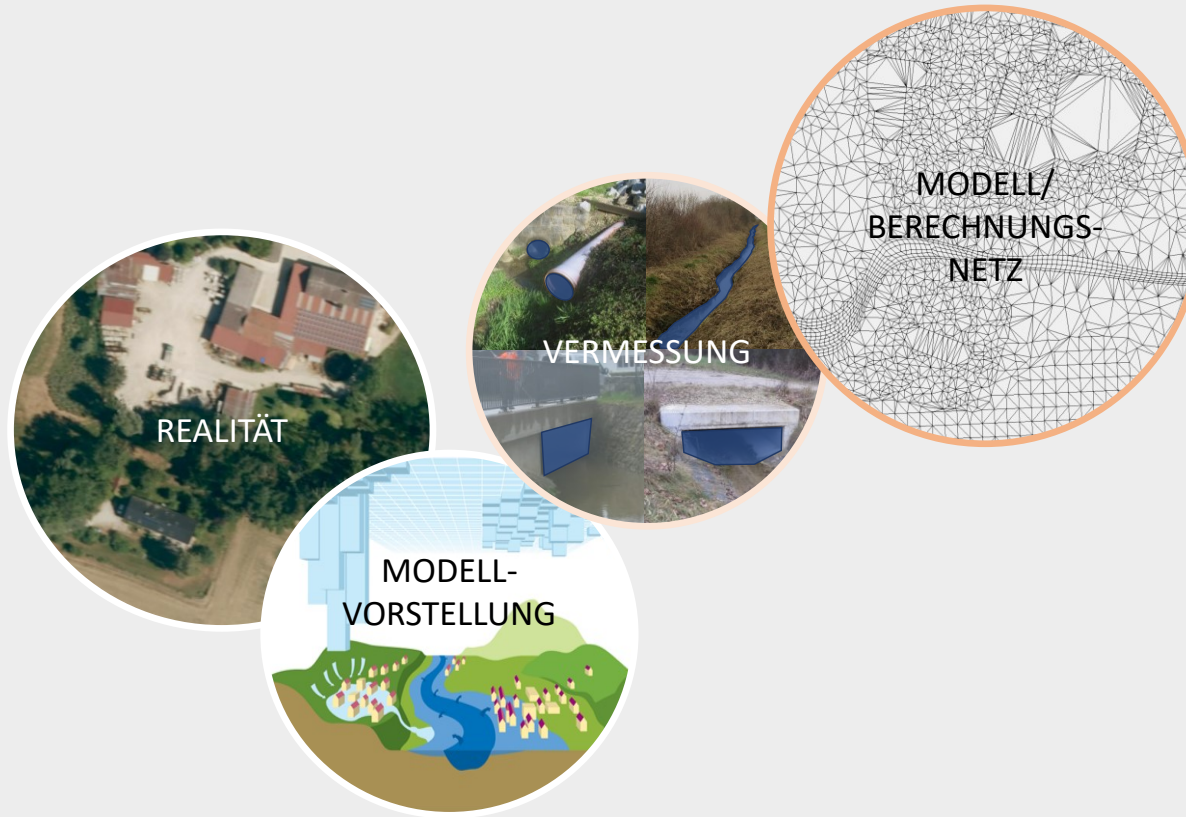 REALITÄT
MODELL-
VORSTELLUNG
VERMESSUNG
MODELL/
BERECHNUNGS-
NETZ